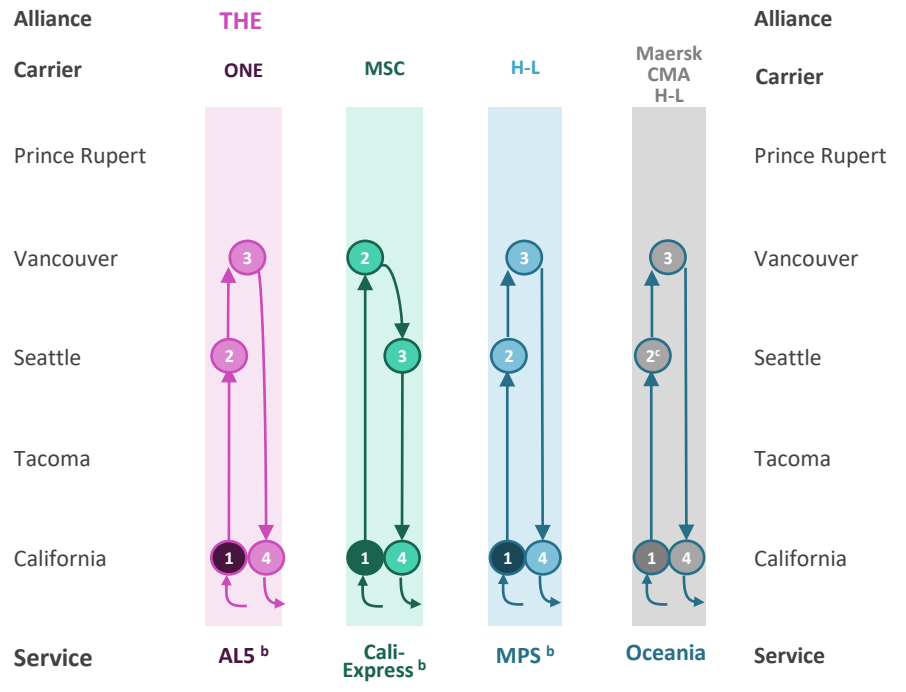 Alliance THE Alliance
Carrier ONE MSC H-L Maersk CMA H-L Carrier
Prince Rupert Prince Rupert
Vancouver 3 2 3 3 Vancouver
Seattle 2 3 2 2ᶜ Seattle
Tacoma Tacoma
California 1 4 1 4 1 4 1 4 California
Service AL5 ᵇ Cali-Express ᵇ MPS ᵇ Oceania Service